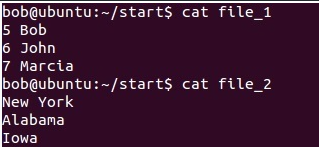 bob@ubuntu:~/start$ cat file_1
5 Bob
6 John
7 Marcia
bob@ubuntu:~/start$ cat file_2
New York
Alabama
Iowa